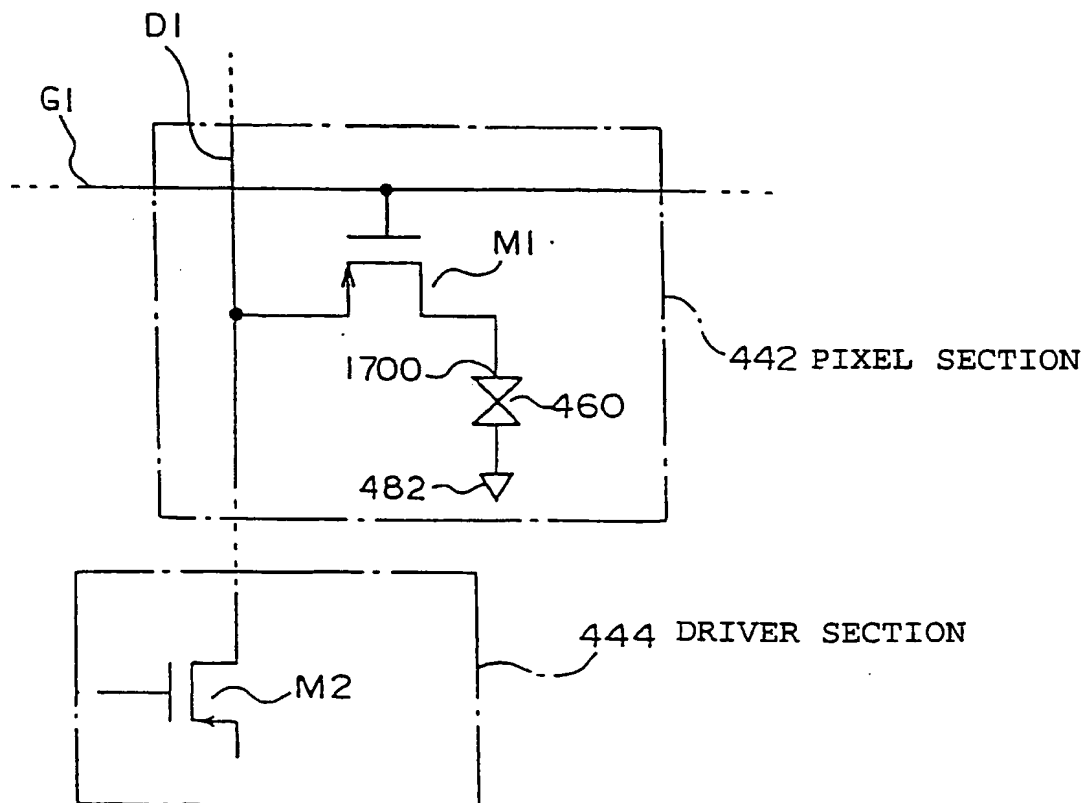 D1
G1
M1
1700
460
442 PIXEL SECTION
482
444 DRIVER SECTION
M2